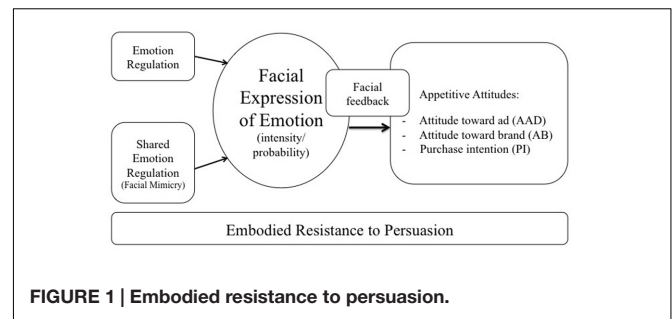 Emotion
Regulation
Facial
Expression
of Emotion
(intensity/
probability)
Facial
feedback
Appetitive Attitudes:
- Attitude toward ad (AAD)
- Attitude toward brand (AB)
- Purchase intention (PI)
Shared
Emotion
Regulation
(Facial Mimicry)
Embodied Resistance to Persuasion
FIGURE 1 | Embodied resistance to persuasion.